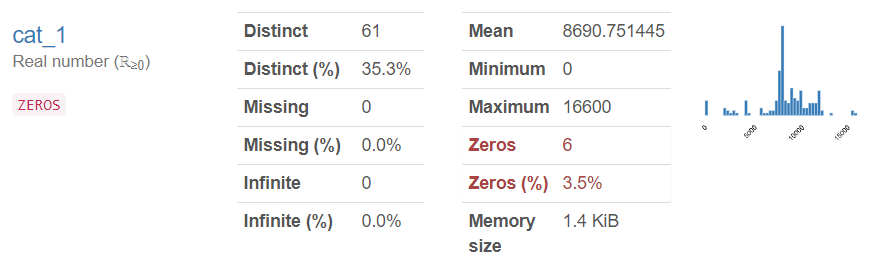 cat_1
Real number (ℝ≥0)
ZEROS
Distinct 61
Distinct (%) 35.3%
Missing 0
Missing (%) 0.0%
Infinite 0
Infinite (%) 0.0%
Mean 8690.751445
Minimum 0
Maximum 16600
Zeros 6
Zeros (%) 3.5%
Memory size 1.4 KiB
0
5000
10000
15000